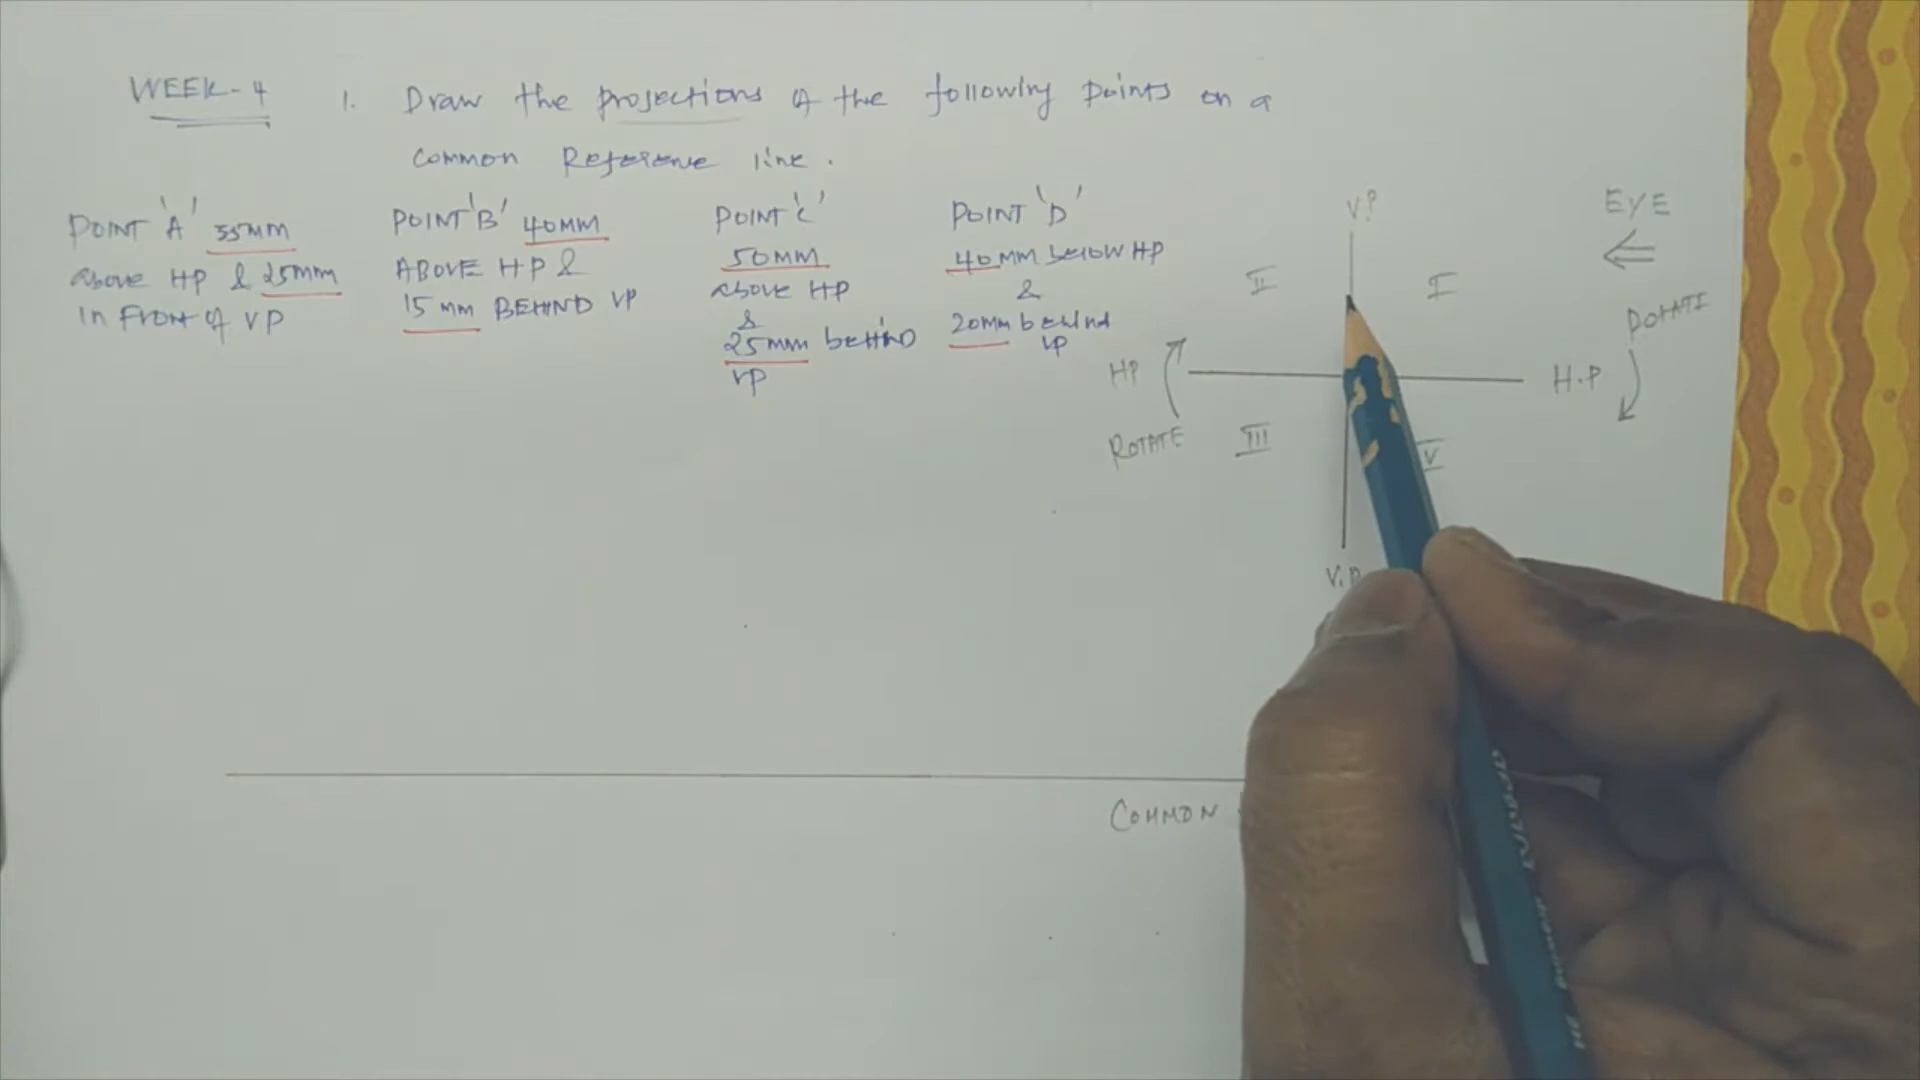 WEEK-4
1. Draw the projections of the following points on a
common Reference line.
POINT 'A' 35MM
above HP & 25mm
in front of VP
POINT 'B' 40MM
ABOVE HP &
15 mm BEHIND VP
POINT 'C'
50MM
above HP
&
25mm behind
VP
POINT 'D'
40MM below HP
&
20mm behind
VP
V.P
EYE
II
I
ROTATE
HP
H.P
ROTATE
III
V
V.P
COMMON